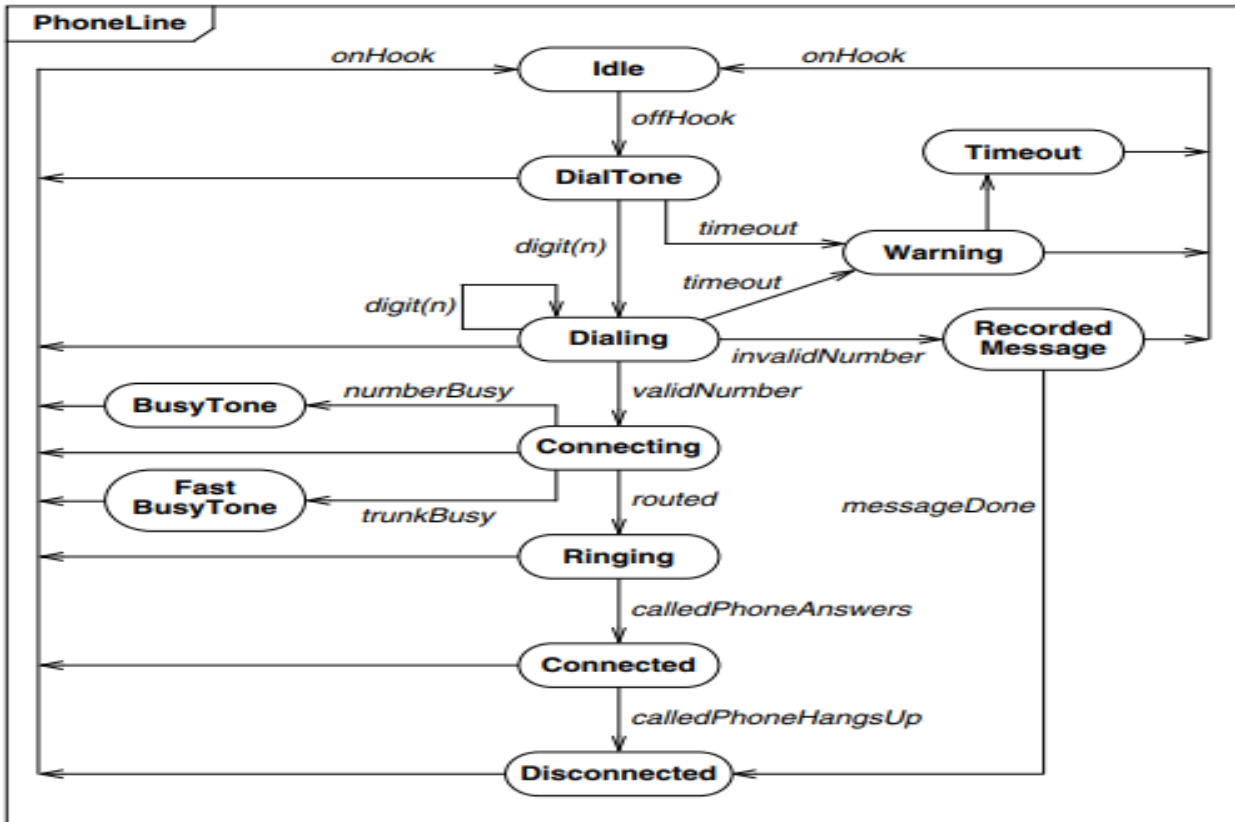 PhoneLine
onHook
Idle
onHook
offHook
Timeout
DialTone
timeout
Warning
digit(n)
timeout
digit(n)
Dialing
invalidNumber
Recorded
Message
numberBusy
validNumber
BusyTone
Connecting
Fast
BusyTone
trunkBusy
routed
messageDone
Ringing
calledPhoneAnswers
Connected
calledPhoneHangsUp
Disconnected